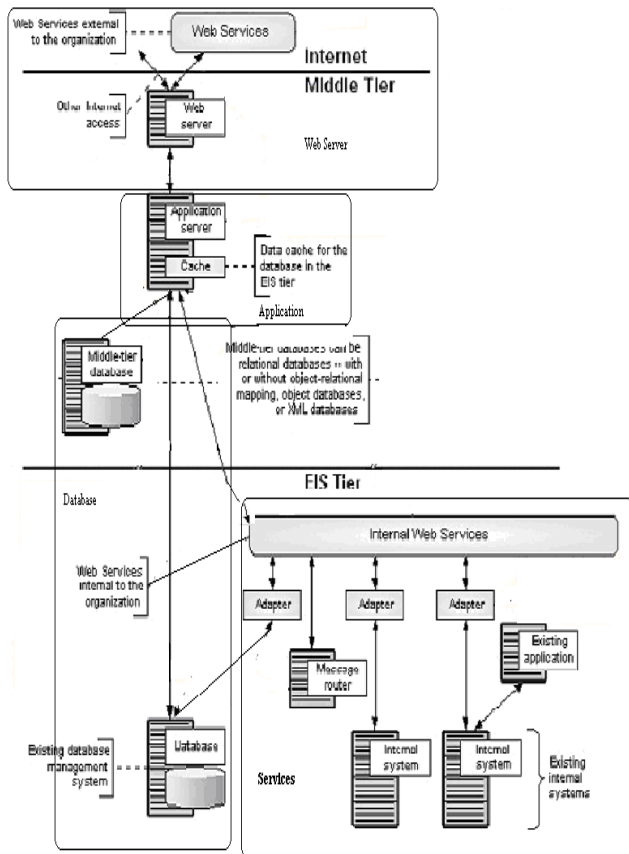 Web Services external
to the organization
Web Services
Internet
Middle Tier
Other Internet
access
Web
server
Web Server
Application
server
Cache
Data cache for the
database in the
EIS tier
Application
Middle-tier
database
Middle-tier databases can be
relational databases -- with
or without object-relational
mapping, object databases,
or XML databases
EIS Tier
Database
Internal Web Services
Web Services
internal to the
organization
Adapter
Adapter
Adapter
Existing
application
Message
router
Existing database
management
system
Database
Internal
system
Internal
system
Existing
internal
systems
Services